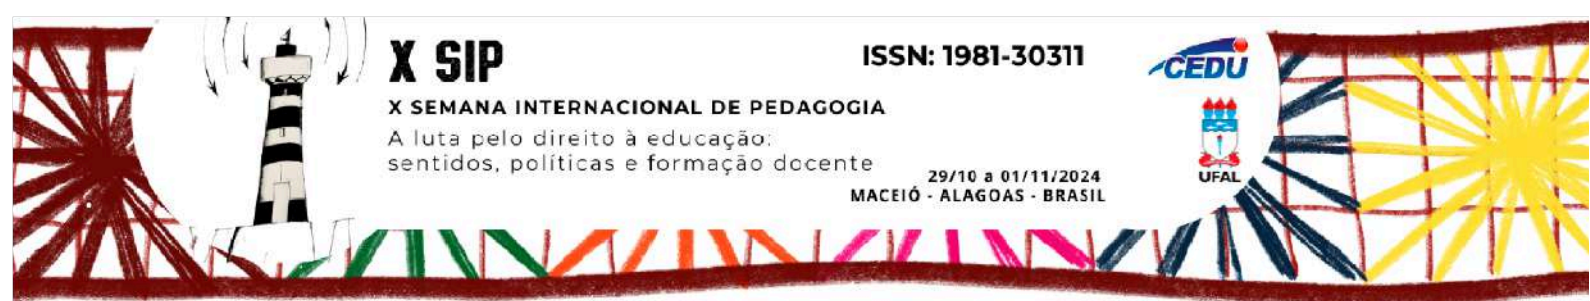 X SIP
ISSN: 1981-30311
CEDU
X SEMANA INTERNACIONAL DE PEDAGOGIA
A luta pelo direito à educação:
sentidos, políticas e formação docente
29/10 a 01/11/2024
MACEIÓ - ALAGOAS - BRASIL
UFAL